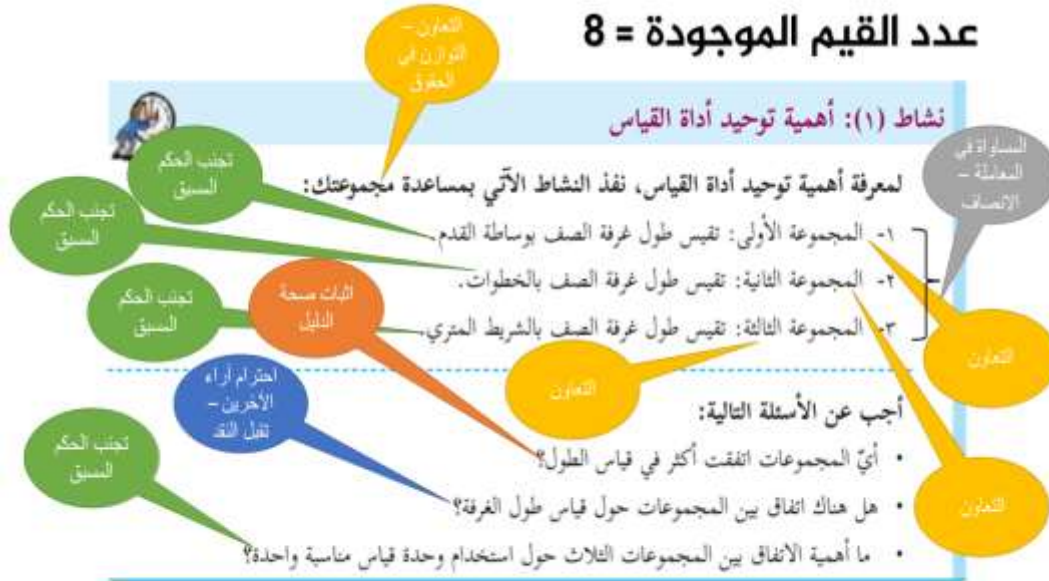 عدد القيم الموجودة = 8
التعاون –
التوازن في
الحقوق
نشاط (١): أهمية توحيد أداة القياس
المساواة في
المعاملة –
الانصاف
تجنب الحكم
المسبق
لمعرفة أهمية توحيد أداة القياس، نفذ النشاط الآتي بمساعدة مجموعتك:
تجنب الحكم
المسبق
١- المجموعة الأولى: تقيس طول غرفة الصف بوساطة القدم.
٢- المجموعة الثانية: تقيس طول غرفة الصف بالخطوات.
اثبات صحة
الدليل
تجنب الحكم
المسبق
٣- المجموعة الثالثة: تقيس طول غرفة الصف بالشريط المتري.
التعاون
التعاون
احترام آراء
الآخرين –
تقبل النقد
أجب عن الأسئلة التالية:
تجنب الحكم
المسبق
• أيّ المجموعات اتفقت أكثر في قياس الطول؟
التعاون
• هل هناك اتفاق بين المجموعات حول قياس طول الغرفة؟
• ما أهمية الاتفاق بين المجموعات الثلاث حول استخدام وحدة قياس مناسبة واحدة؟